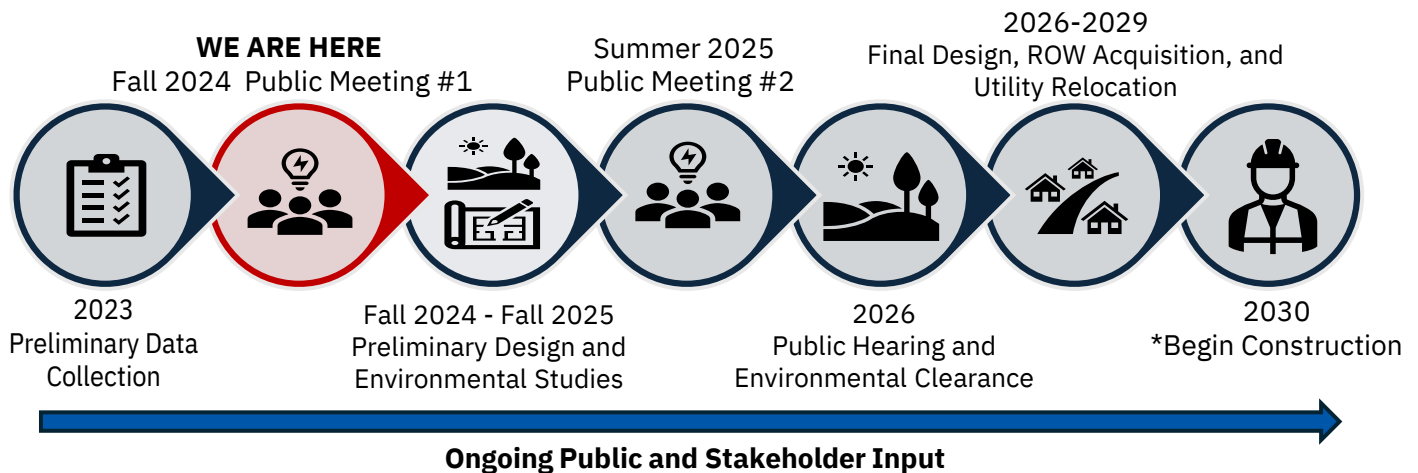 WE ARE HERE
Fall 2024 Public Meeting #1
Summer 2025
Public Meeting #2
2026-2029
Final Design, ROW Acquisition, and
Utility Relocation
2023
Preliminary Data
Collection
Fall 2024 - Fall 2025
Preliminary Design and
Environmental Studies
2026
Public Hearing and
Environmental Clearance
2030
*Begin Construction
Ongoing Public and Stakeholder Input